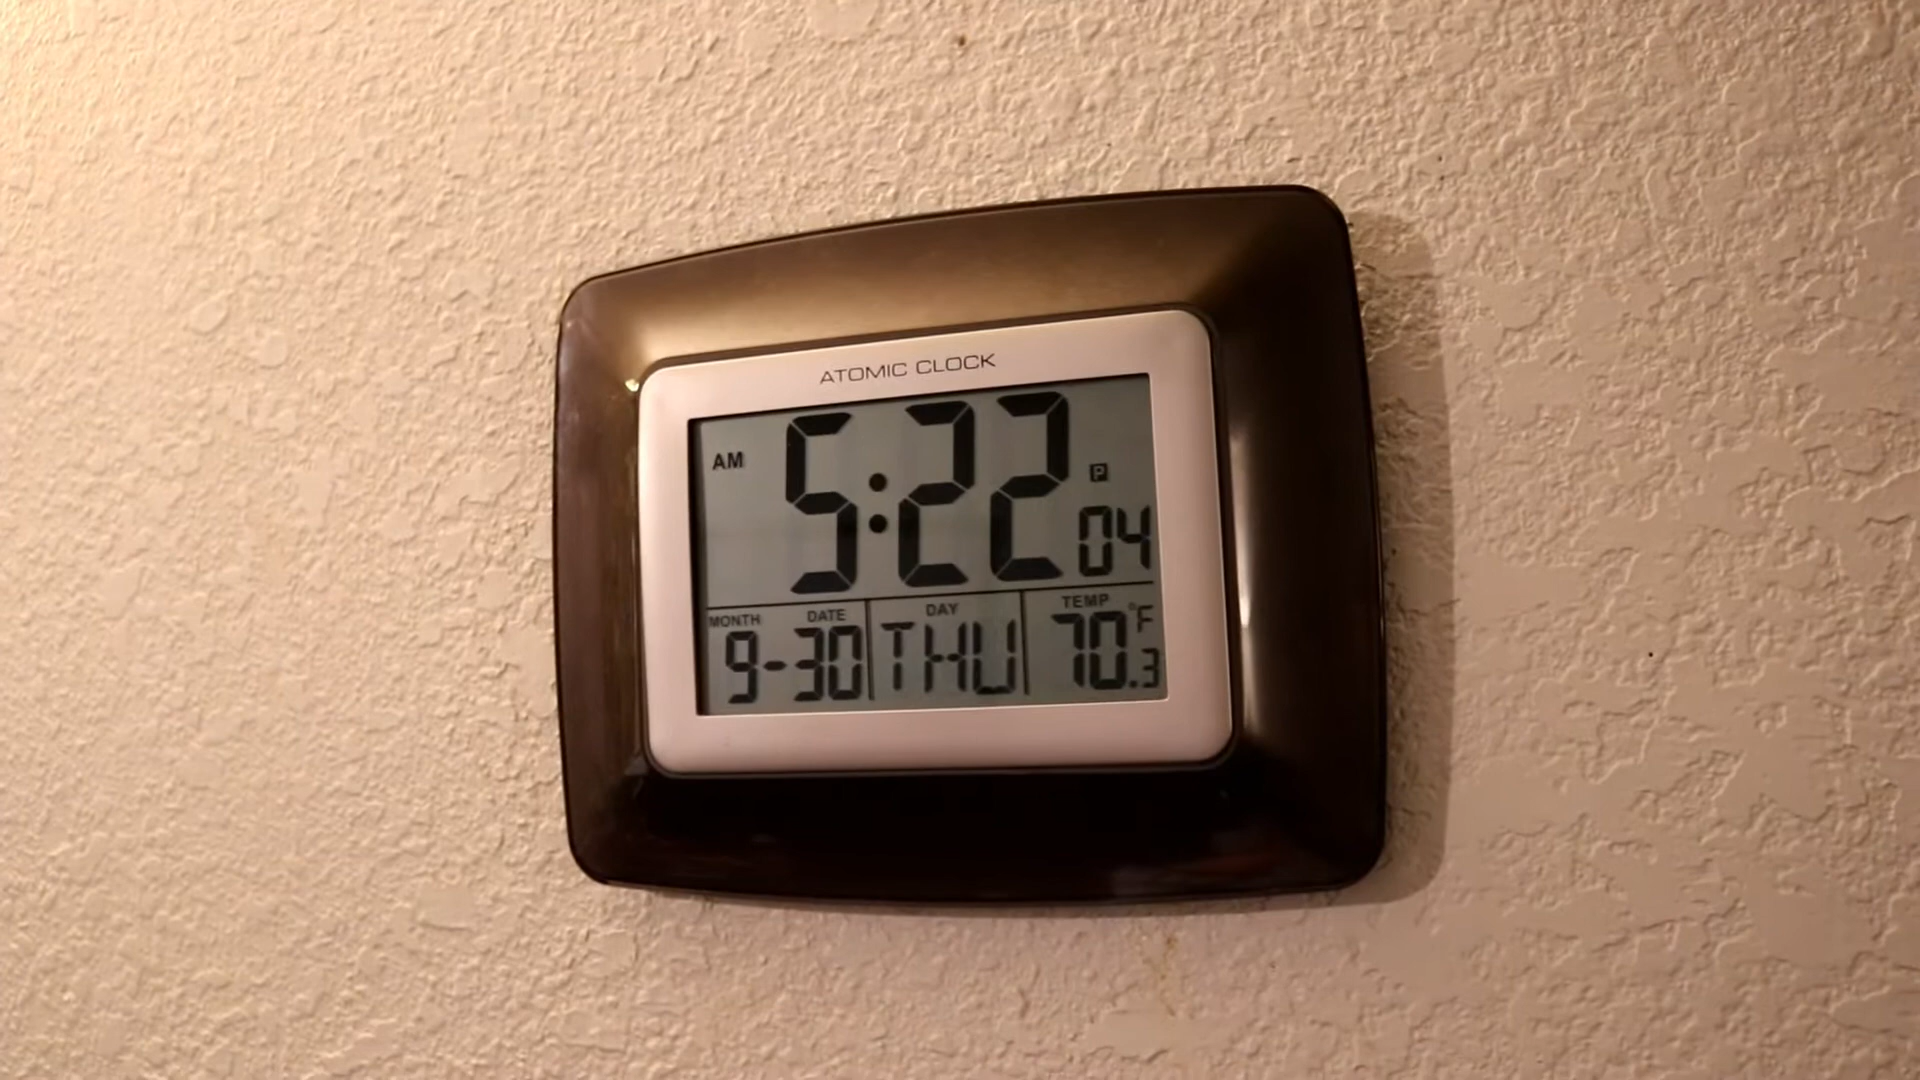 ATOMIC CLOCK
AM 5:22 P 04
MONTH DATE DAY TEMP
9-30 THU 70.3 °F